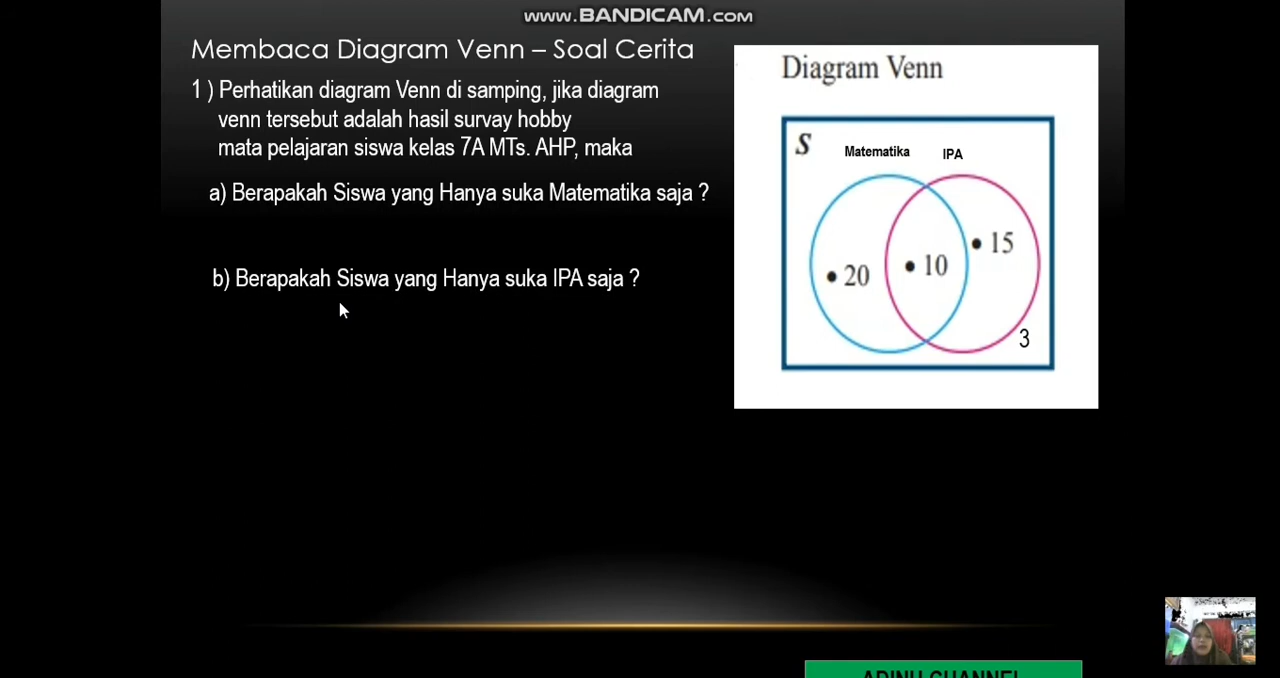 www.BANDICAM.com
Membaca Diagram Venn – Soal Cerita
1 ) Perhatikan diagram Venn di samping, jika diagram
venn tersebut adalah hasil survay hobby
mata pelajaran siswa kelas 7A MTs. AHP, maka
a) Berapakah Siswa yang Hanya suka Matematika saja ?
b) Berapakah Siswa yang Hanya suka IPA saja ?
Diagram Venn
S
Matematika IPA
• 20 • 10 • 15
3
ADINH CHANNEL